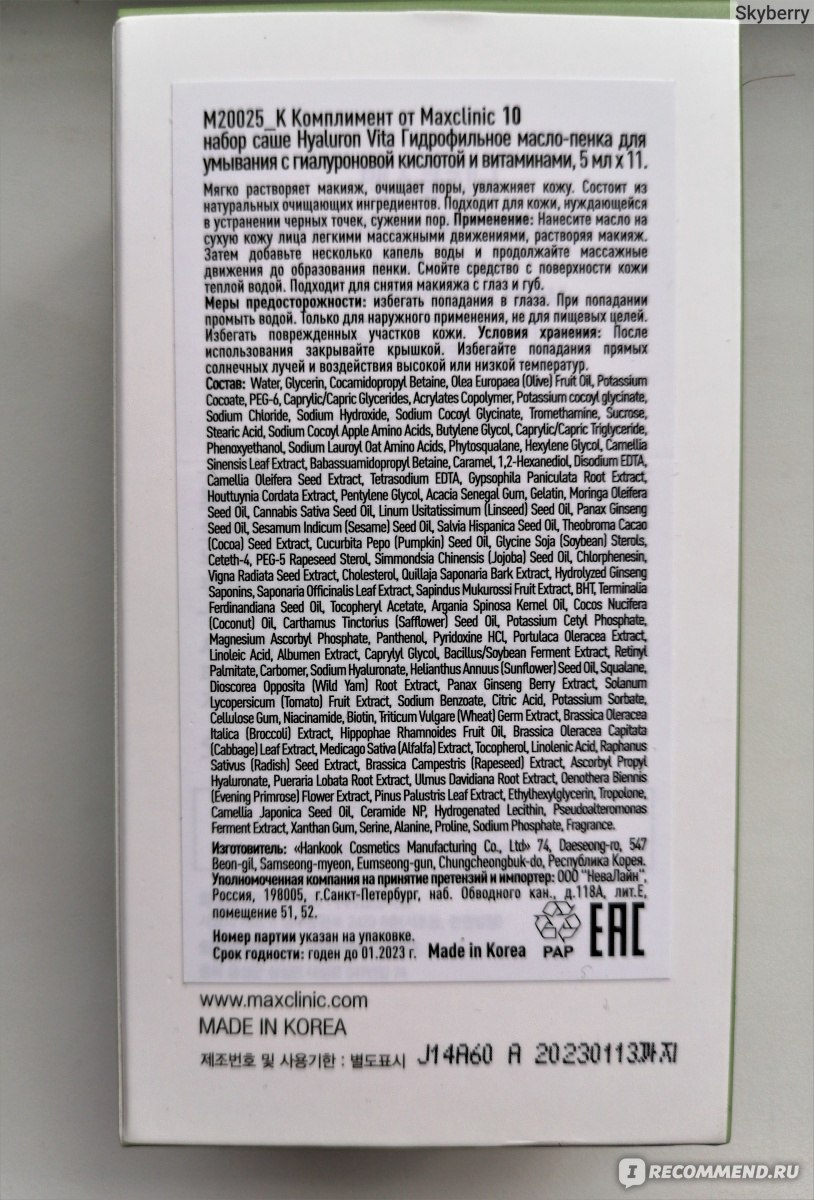 Skyberry
M20025_K Комплимент от Maxclinic 10
набор саше Hyaluron Vita Гидрофильное масло-пенка для
умывания с гиалуроновой кислотой и витаминами, 5 мл х 11.
Мягко растворяет макияж, очищает поры, увлажняет кожу. Состоит из
натуральных очищающих ингредиентов. Подходит для кожи, нуждающейся
в устранении черных точек, сужении пор. Применение: Нанесите масло на
сухую кожу лица легкими массажными движениями, растворяя макияж.
Затем добавьте несколько капель воды и продолжайте массажные
движения до образования пенки. Смойте средство с поверхности кожи
теплой водой. Подходит для снятия макияжа с глаз и губ.
Меры предосторожности: избегать попадания в глаза. При попадании
промыть водой. Только для наружного применения, не для пищевых целей.
Избегать поврежденных участков кожи. Условия хранения: После
использования закрывайте крышкой. Избегайте попадания прямых
солнечных лучей и воздействия высокой или низкой температур.
Состав: Water, Glycerin, Cocamidopropyl Betaine, Olea Europaea (Olive) Fruit Oil, Potassium
Cocoate, PEG-6, Caprylic/Capric Glycerides, Acrylates Copolymer, Potassium cocoyl glycinate,
Sodium Chloride, Sodium Hydroxide, Sodium Cocoyl Glycinate, Tromethamine, Sucrose,
Stearic Acid, Sodium Cocoyl Apple Amino Acids, Butylene Glycol, Caprylic/Capric Triglyceride,
Phenoxyethanol, Sodium Lauroyl Oat Amino Acids, Phytosqualane, Hexylene Glycol, Camellia
Sinensis Leaf Extract, Babassuamidopropyl Betaine, Caramel, 1,2-Hexanediol, Disodium EDTA,
Camellia Oleifera Seed Extract, Tetrasodium EDTA, Gypsophila Paniculata Root Extract,
Houttuynia Cordata Extract, Pentylene Glycol, Acacia Senegal Gum, Gelatin, Moringa Oleifera
Seed Oil, Cannabis Sativa Seed Oil, Linum Usitatissimum (Linseed) Seed Oil, Panax Ginseng
Seed Oil, Sesamum Indicum (Sesame) Seed Oil, Salvia Hispanica Seed Oil, Theobroma Cacao
(Cocoa) Seed Extract, Cucurbita Pepo (Pumpkin) Seed Oil, Glycine Soja (Soybean) Sterols,
Ceteth-4, PEG-5 Rapeseed Sterol, Simmondsia Chinensis (Jojoba) Seed Oil, Chlorphenesin,
Vigna Radiata Seed Extract, Cholesterol, Quillaja Saponaria Bark Extract, Hydrolyzed Ginseng
Saponins, Saponaria Officinalis Leaf Extract, Sapindus Mukurossi Fruit Extract, BHT, Terminalia
Ferdinandiana Seed Oil, Tocopheryl Acetate, Argania Spinosa Kernel Oil, Cocos Nucifera
(Coconut) Oil, Carthamus Tinctorius (Safflower) Seed Oil, Potassium Cetyl Phosphate,
Magnesium Ascorbyl Phosphate, Panthenol, Pyridoxine HCl, Portulaca Oleracea Extract,
Linoleic Acid, Albumen Extract, Caprylyl Glycol, Bacillus/Soybean Ferment Extract, Retinyl
Palmitate, Carbomer, Sodium Hyaluronate, Helianthus Annuus (Sunflower) Seed Oil, Squalane,
Dioscorea Opposita (Wild Yam) Root Extract, Panax Ginseng Berry Extract, Solanum
Lycopersicum (Tomato) Fruit Extract, Sodium Benzoate, Citric Acid, Potassium Sorbate,
Cellulose Gum, Niacinamide, Biotin, Triticum Vulgare (Wheat) Germ Extract, Brassica Oleracea
Italica (Broccoli) Extract, Hippophae Rhamnoides Fruit Oil, Brassica Oleracea Capitata
(Cabbage) Leaf Extract, Medicago Sativa (Alfalfa) Extract, Tocopherol, Linolenic Acid, Raphanus
Sativus (Radish) Seed Extract, Brassica Campestris (Rapeseed) Extract, Ascorbyl Propyl
Hyaluronate, Pueraria Lobata Root Extract, Ulmus Davidiana Root Extract, Oenothera Biennis
(Evening Primrose) Flower Extract, Pinus Palustris Leaf Extract, Ethylhexylglycerin, Tropolone,
Camellia Japonica Seed Oil, Ceramide NP, Hydrogenated Lecithin, Pseudoalteromonas
Ferment Extract, Xanthan Gum, Serine, Alanine, Proline, Sodium Phosphate, Fragrance.
Изготовитель: «Hankook Cosmetics Manufacturing Co., Ltd» 74, Daeseong-ro, 547
Beon-gil, Samseong-myeon, Eumseong-gun, Chungcheongbuk-do, Республика Корея.
Уполномоченная компания на принятие претензий и импортер: ООО "НеваЛайн",
Россия, 198005, г.Санкт-Петербург, наб. Обводного кан., д.118А, лит.Е,
помещение 51, 52.
Номер партии указан на упаковке.
Срок годности: годен до 01.2023 г. Made in Korea PAP EAC
www.maxclinic.com
MADE IN KOREA
제조번호 및 사용기한 : 별도표시 J14A60 A 20230113까지
IRECOMMEND.RU